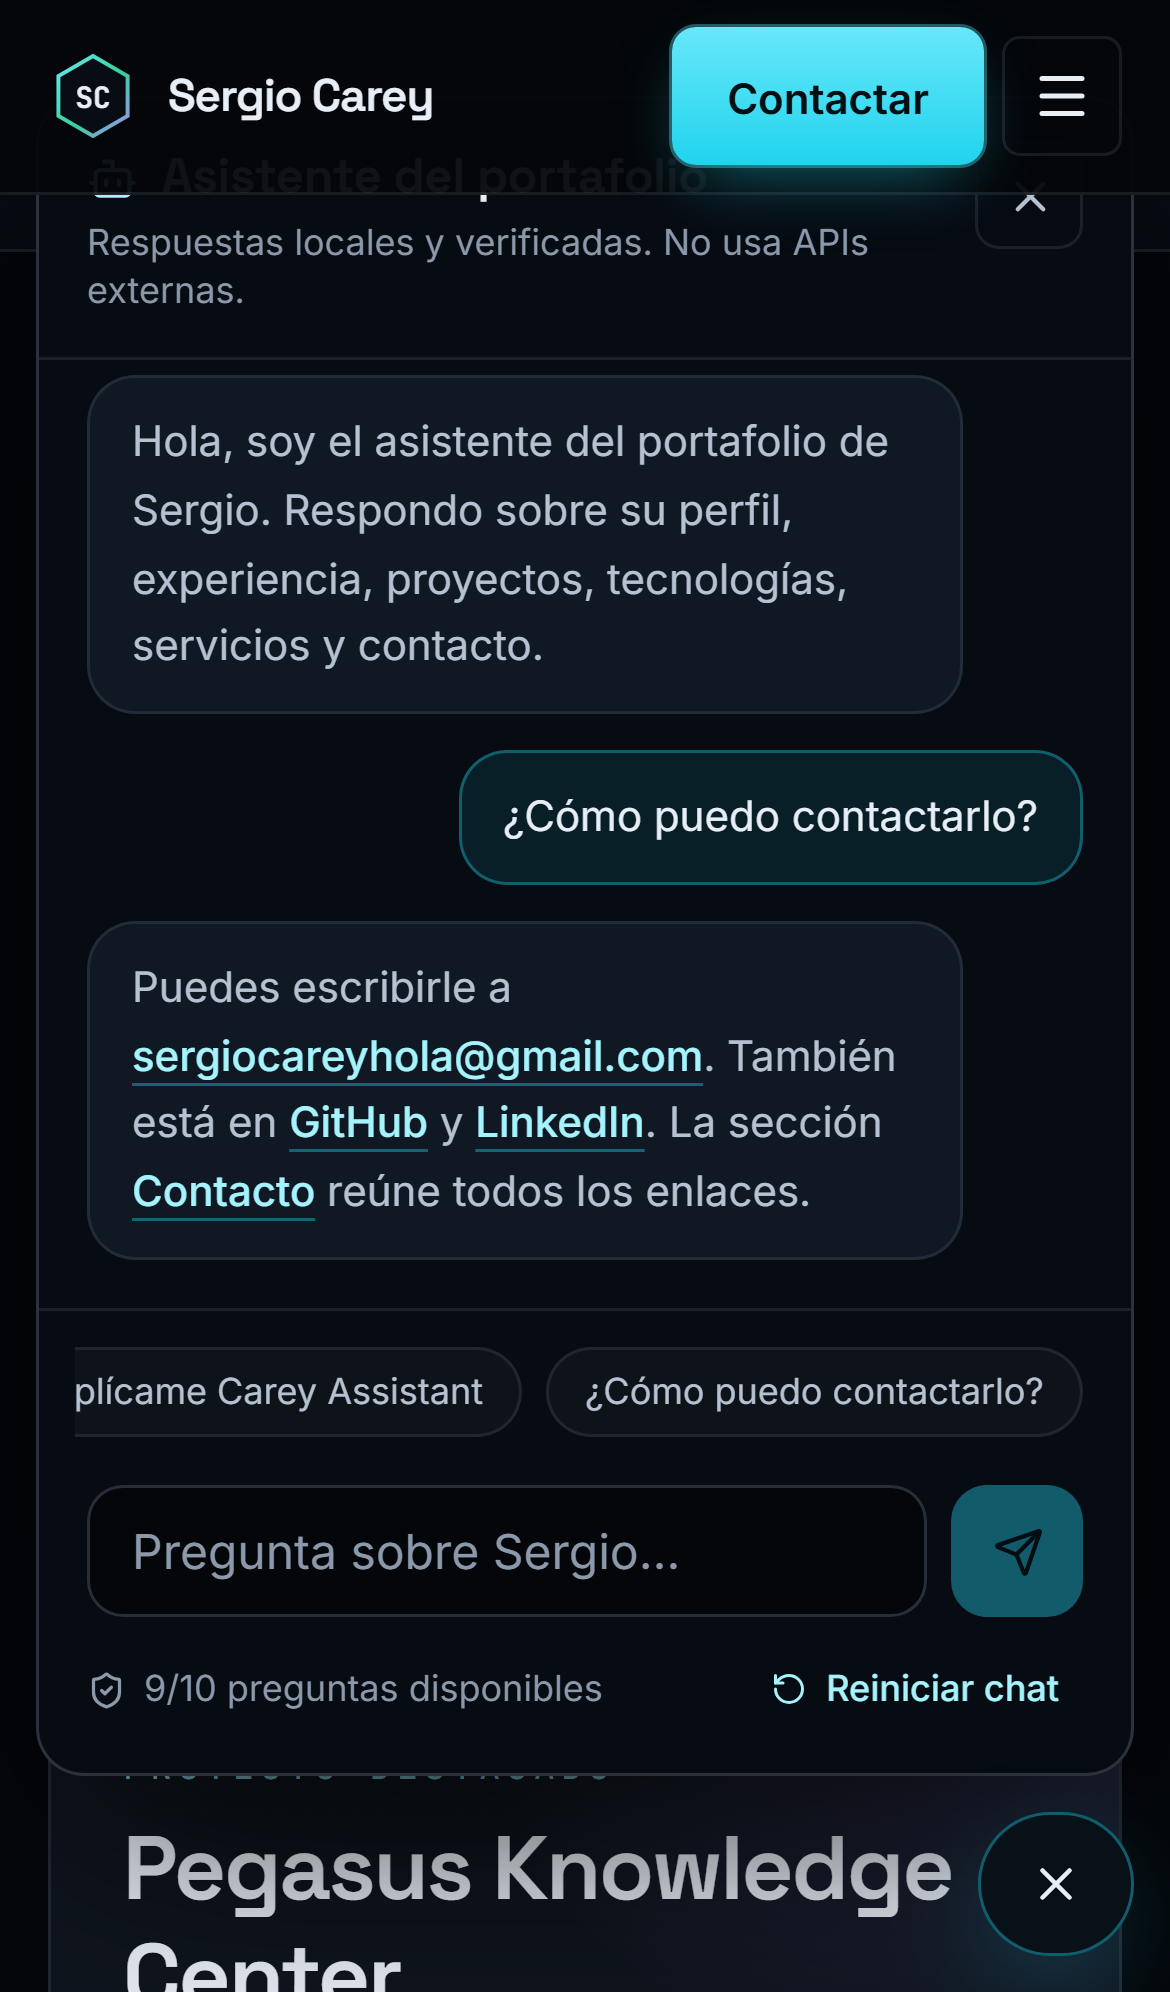 SC
Sergio Carey
Contactar
Asistente del portafolio
Respuestas locales y verificadas. No usa APIs
externas.
Hola, soy el asistente del portafolio de
Sergio. Respondo sobre su perfil,
experiencia, proyectos, tecnologías,
servicios y contacto.
¿Cómo puedo contactarlo?
Puedes escribirle a
sergiocareyhola@gmail.com. También
está en GitHub y LinkedIn. La sección
Contacto reúne todos los enlaces.
plícame Carey Assistant
¿Cómo puedo contactarlo?
Pregunta sobre Sergio...
9/10 preguntas disponibles
Reiniciar chat
Pegasus Knowledge
Center